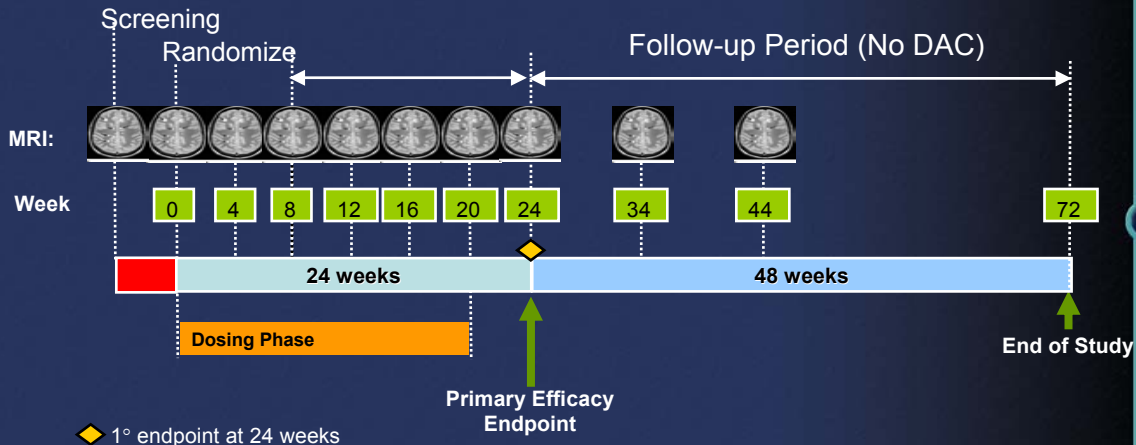 Screening
Randomize
Follow-up Period (No DAC)
MRI:
Week 0 4 8 12 16 20 24 34 44 72
24 weeks 48 weeks
Dosing Phase
End of Study
Primary Efficacy
Endpoint
1° endpoint at 24 weeks